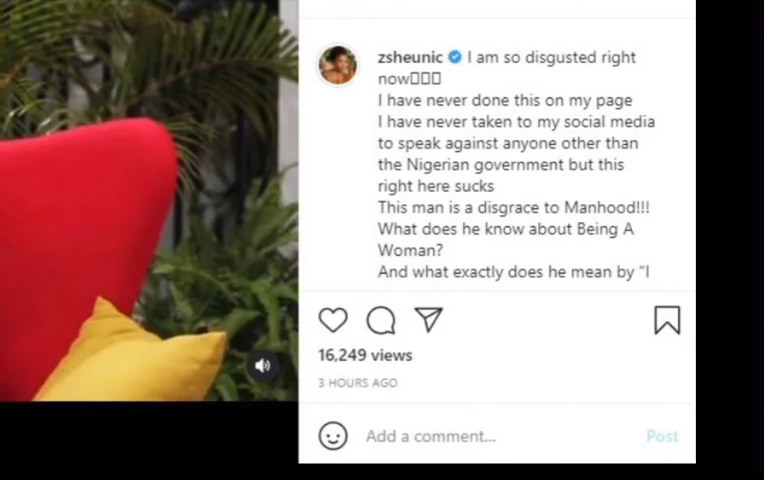 zsheunic I am so disgusted right
now▯▯▯
I have never done this on my page
I have never taken to my social media
to speak against anyone other than
the Nigerian government but this
right here sucks
This man is a disgrace to Manhood!!!
What does he know about Being A
Woman?
And what exactly does he mean by "I
16,249 views
3 HOURS AGO
Add a comment... Post